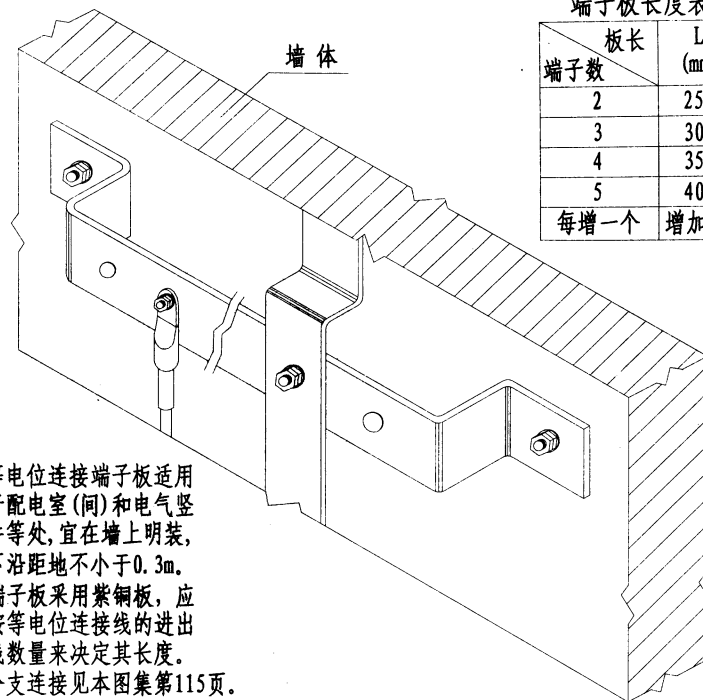 端子板长度表
墙体
板长
端子数
L
(mm
2 25
3 30
4 35
5 40
每增一个 增加
等电位连接端子板适用
于配电室(间)和电气竖
井等处,宜在墙上明装,
下沿距地不小于0.3m。
端子板采用紫铜板,应
按等电位连接线的进出
线数量来决定其长度。
分支连接见本图集第115页。